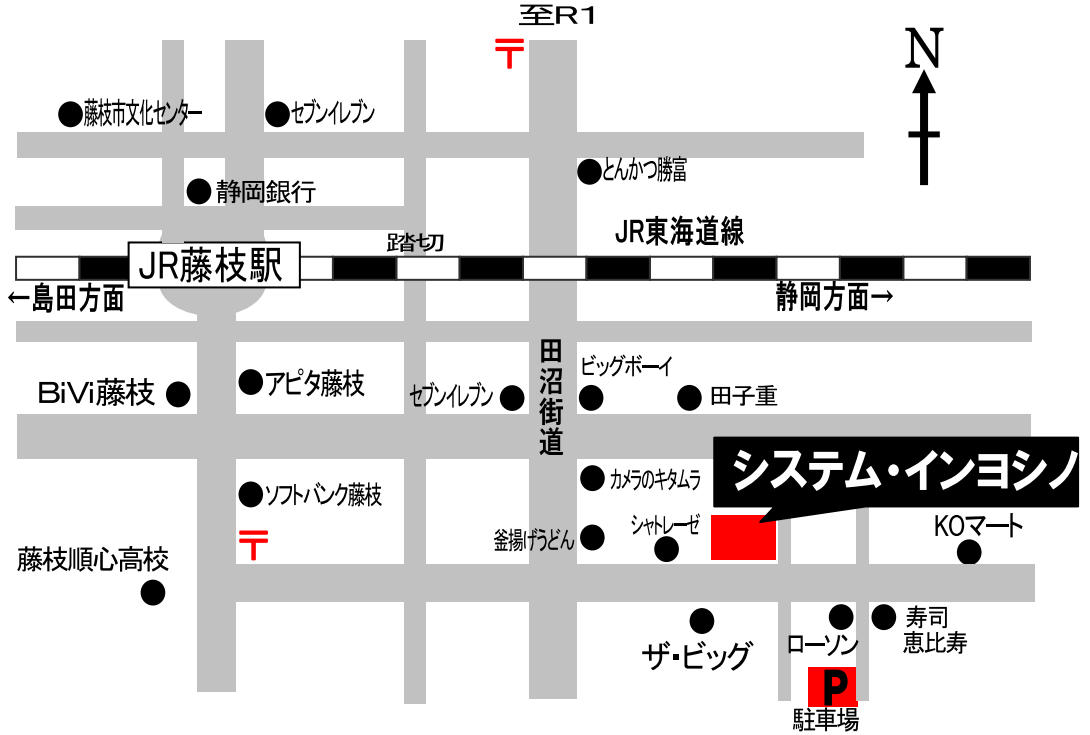 至R1
〒
N
藤枝市文化センター
セブンイレブン
とんかつ勝富
静岡銀行
踏切
JR東海道線
JR藤枝駅
←島田方面
静岡方面→
田沼街道
ビッグボーイ
BiVi藤枝
アピタ藤枝
セブンイレブン
田子重
システム・インヨシノ
カメラのキタムラ
ソフトバンク藤枝
シャトレーゼ
KOマート
釜揚げうどん
〒
藤枝順心高校
寿司
恵比寿
ローソン
ザ・ビッグ
P
駐車場